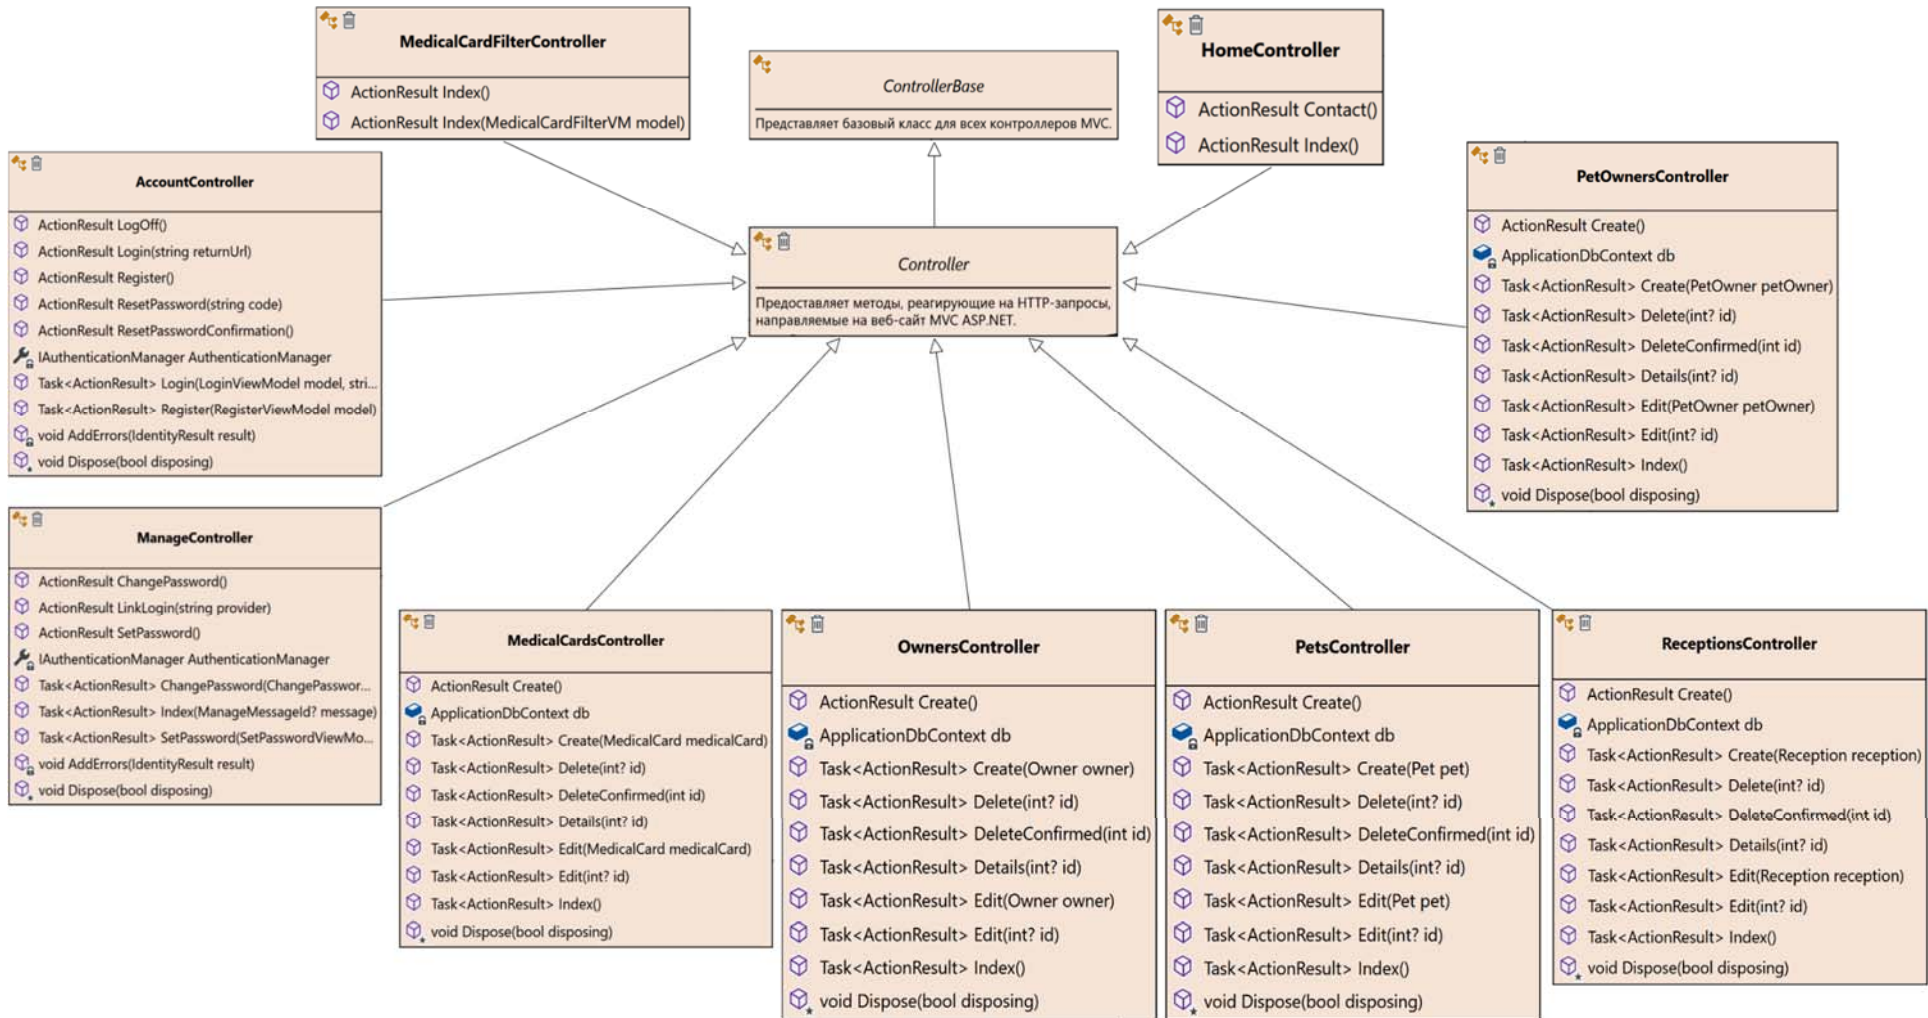 MedicalCardFilterController
ActionResult Index()
ActionResult Index(MedicalCardFilterVM model)
ControllerBase
Представляет базовый класс для всех контроллеров MVC.
HomeController
ActionResult Contact()
ActionResult Index()
AccountController
ActionResult LogOff()
ActionResult Login(string returnUrl)
ActionResult Register()
ActionResult ResetPassword(string code)
ActionResult ResetPasswordConfirmation()
IAuthenticationManager AuthenticationManager
Task<ActionResult> Login(LoginViewModel model, stri...
Task<ActionResult> Register(RegisterViewModel model)
void AddErrors(IdentityResult result)
void Dispose(bool disposing)
Controller
Предоставляет методы, реагирующие на HTTP-запросы,
направляемые на веб-сайт MVC ASP.NET.
PetOwnersController
ActionResult Create()
ApplicationDbContext db
Task<ActionResult> Create(PetOwner petOwner)
Task<ActionResult> Delete(int? id)
Task<ActionResult> DeleteConfirmed(int id)
Task<ActionResult> Details(int? id)
Task<ActionResult> Edit(PetOwner petOwner)
Task<ActionResult> Edit(int? id)
Task<ActionResult> Index()
void Dispose(bool disposing)
ManageController
ActionResult ChangePassword()
ActionResult LinkLogin(string provider)
ActionResult SetPassword()
IAuthenticationManager AuthenticationManager
Task<ActionResult> ChangePassword(ChangePasswor...
Task<ActionResult> Index(ManageMessageId? message)
Task<ActionResult> SetPassword(SetPasswordViewMo...
void AddErrors(IdentityResult result)
void Dispose(bool disposing)
MedicalCardsController
ActionResult Create()
ApplicationDbContext db
Task<ActionResult> Create(MedicalCard medicalCard)
Task<ActionResult> Delete(int? id)
Task<ActionResult> DeleteConfirmed(int id)
Task<ActionResult> Details(int? id)
Task<ActionResult> Edit(MedicalCard medicalCard)
Task<ActionResult> Edit(int? id)
Task<ActionResult> Index()
void Dispose(bool disposing)
OwnersController
ActionResult Create()
ApplicationDbContext db
Task<ActionResult> Create(Owner owner)
Task<ActionResult> Delete(int? id)
Task<ActionResult> DeleteConfirmed(int id)
Task<ActionResult> Details(int? id)
Task<ActionResult> Edit(Owner owner)
Task<ActionResult> Edit(int? id)
Task<ActionResult> Index()
void Dispose(bool disposing)
PetsController
ActionResult Create()
ApplicationDbContext db
Task<ActionResult> Create(Pet pet)
Task<ActionResult> Delete(int? id)
Task<ActionResult> DeleteConfirmed(int id)
Task<ActionResult> Details(int? id)
Task<ActionResult> Edit(Pet pet)
Task<ActionResult> Edit(int? id)
Task<ActionResult> Index()
void Dispose(bool disposing)
ReceptionsController
ActionResult Create()
ApplicationDbContext db
Task<ActionResult> Create(Reception reception)
Task<ActionResult> Delete(int? id)
Task<ActionResult> DeleteConfirmed(int id)
Task<ActionResult> Details(int? id)
Task<ActionResult> Edit(Reception reception)
Task<ActionResult> Edit(int? id)
Task<ActionResult> Index()
void Dispose(bool disposing)